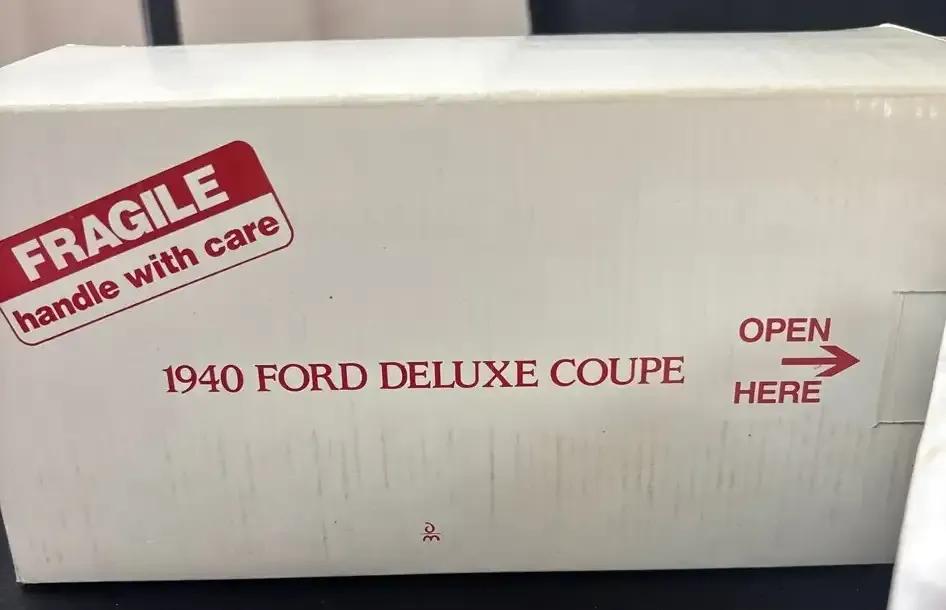 FRAGILE
handle with care
1940 FORD DELUXE COUPE
OPEN
HERE